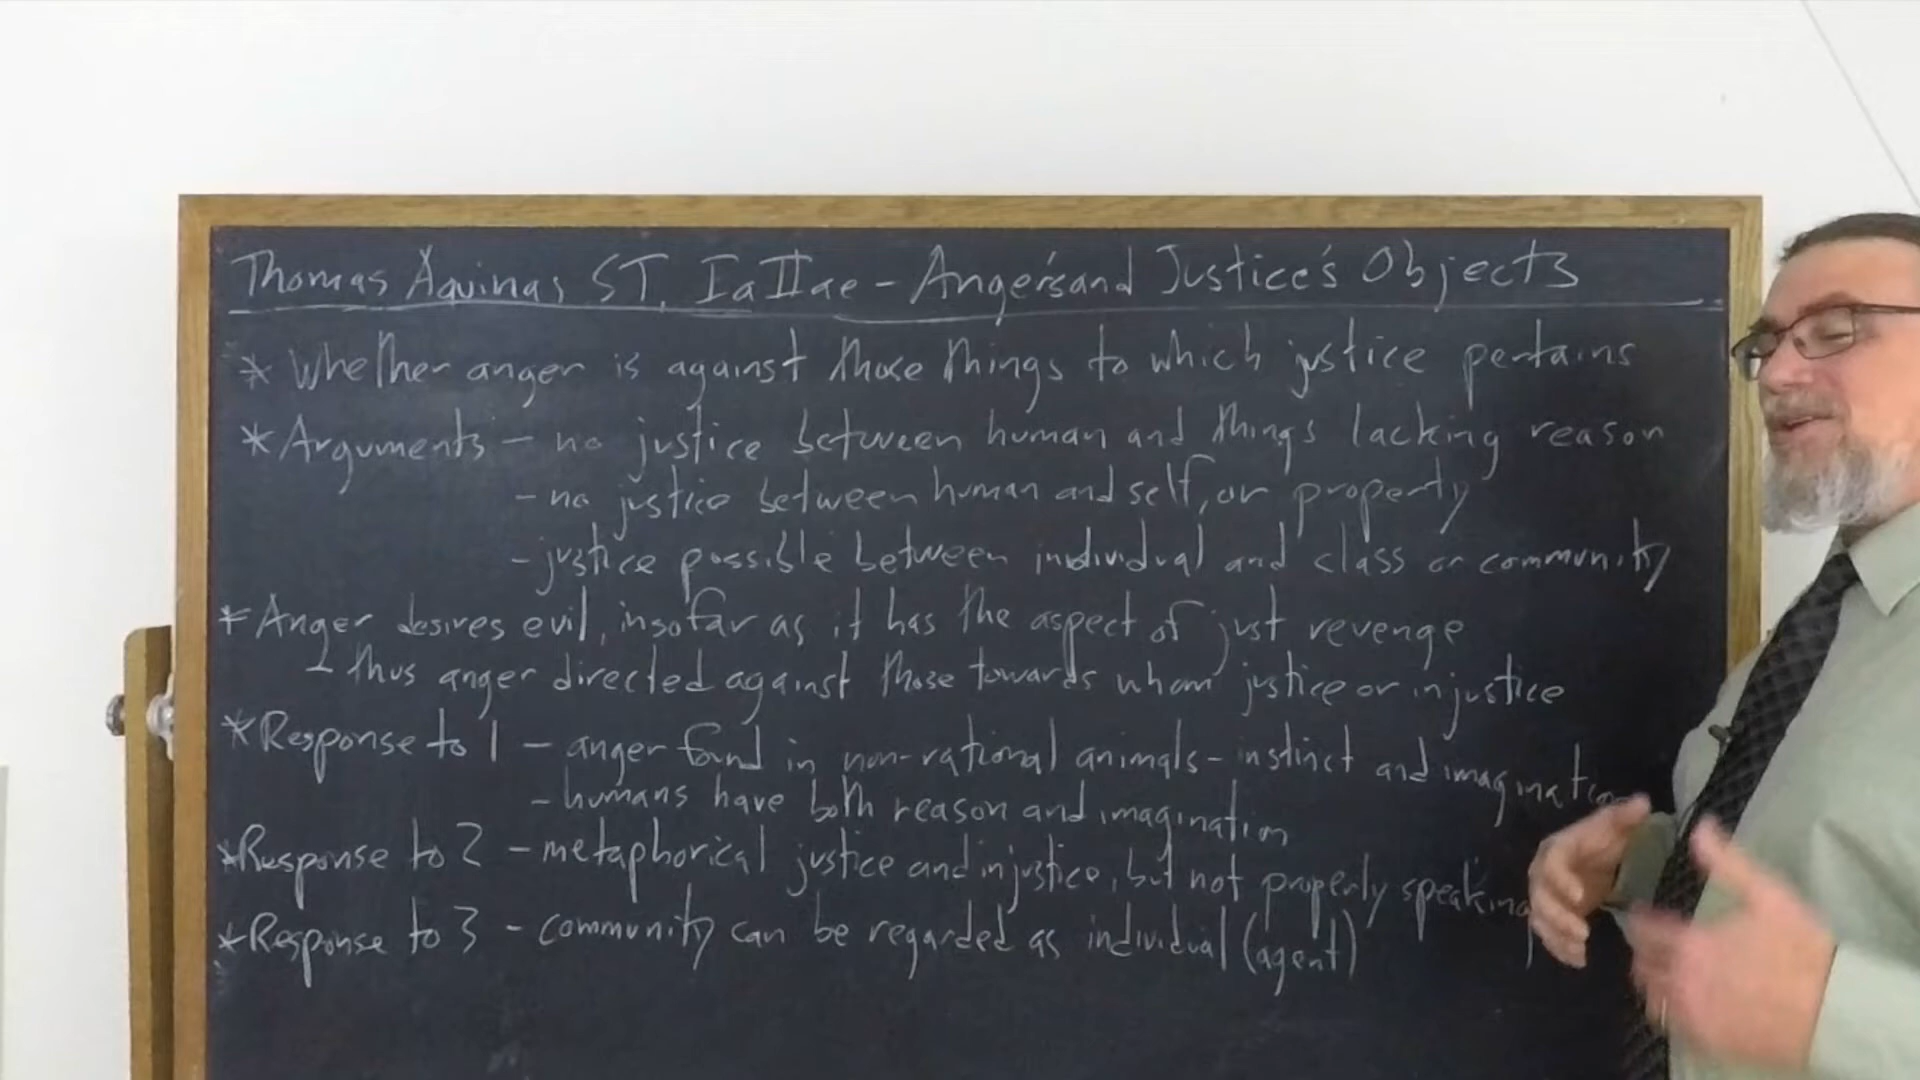 Thomas Aquinas ST, IaIIae - Anger's and Justice's Objects
* Whether anger is against those things to which justice pertains
* Arguments - no justice between human and things lacking reason
- no justice between human and self, or property
- justice possible between individual and class or community
* Anger desires evil, insofar as it has the aspect of just revenge
- thus anger directed against those towards whom justice or injustice
* Response to 1 - anger found in non-rational animals - instinct and imagination
- humans have both reason and imagination
* Response to 2 - metaphorical justice and injustice, but not properly speaking
* Response to 3 - community can be regarded as individual (agent)